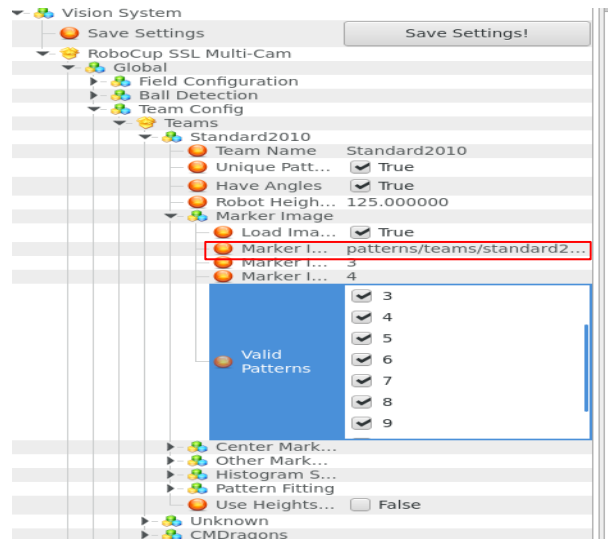 Vision System
Save Settings Save Settings!
RoboCup SSL Multi-Cam
Global
Field Configuration
Ball Detection
Team Config
Teams
Standard2010
Team Name Standard2010
Unique Patt... True
Have Angles True
Robot Heigh... 125.000000
Marker Image
Load Ima... True
Marker I... patterns/teams/standard2...
Marker I... 3
Marker I... 4
Valid Patterns
3
4
5
6
7
8
9
Center Mark...
Other Mark...
Histogram S...
Pattern Fitting
Use Heights... False
Unknown
CMDragons